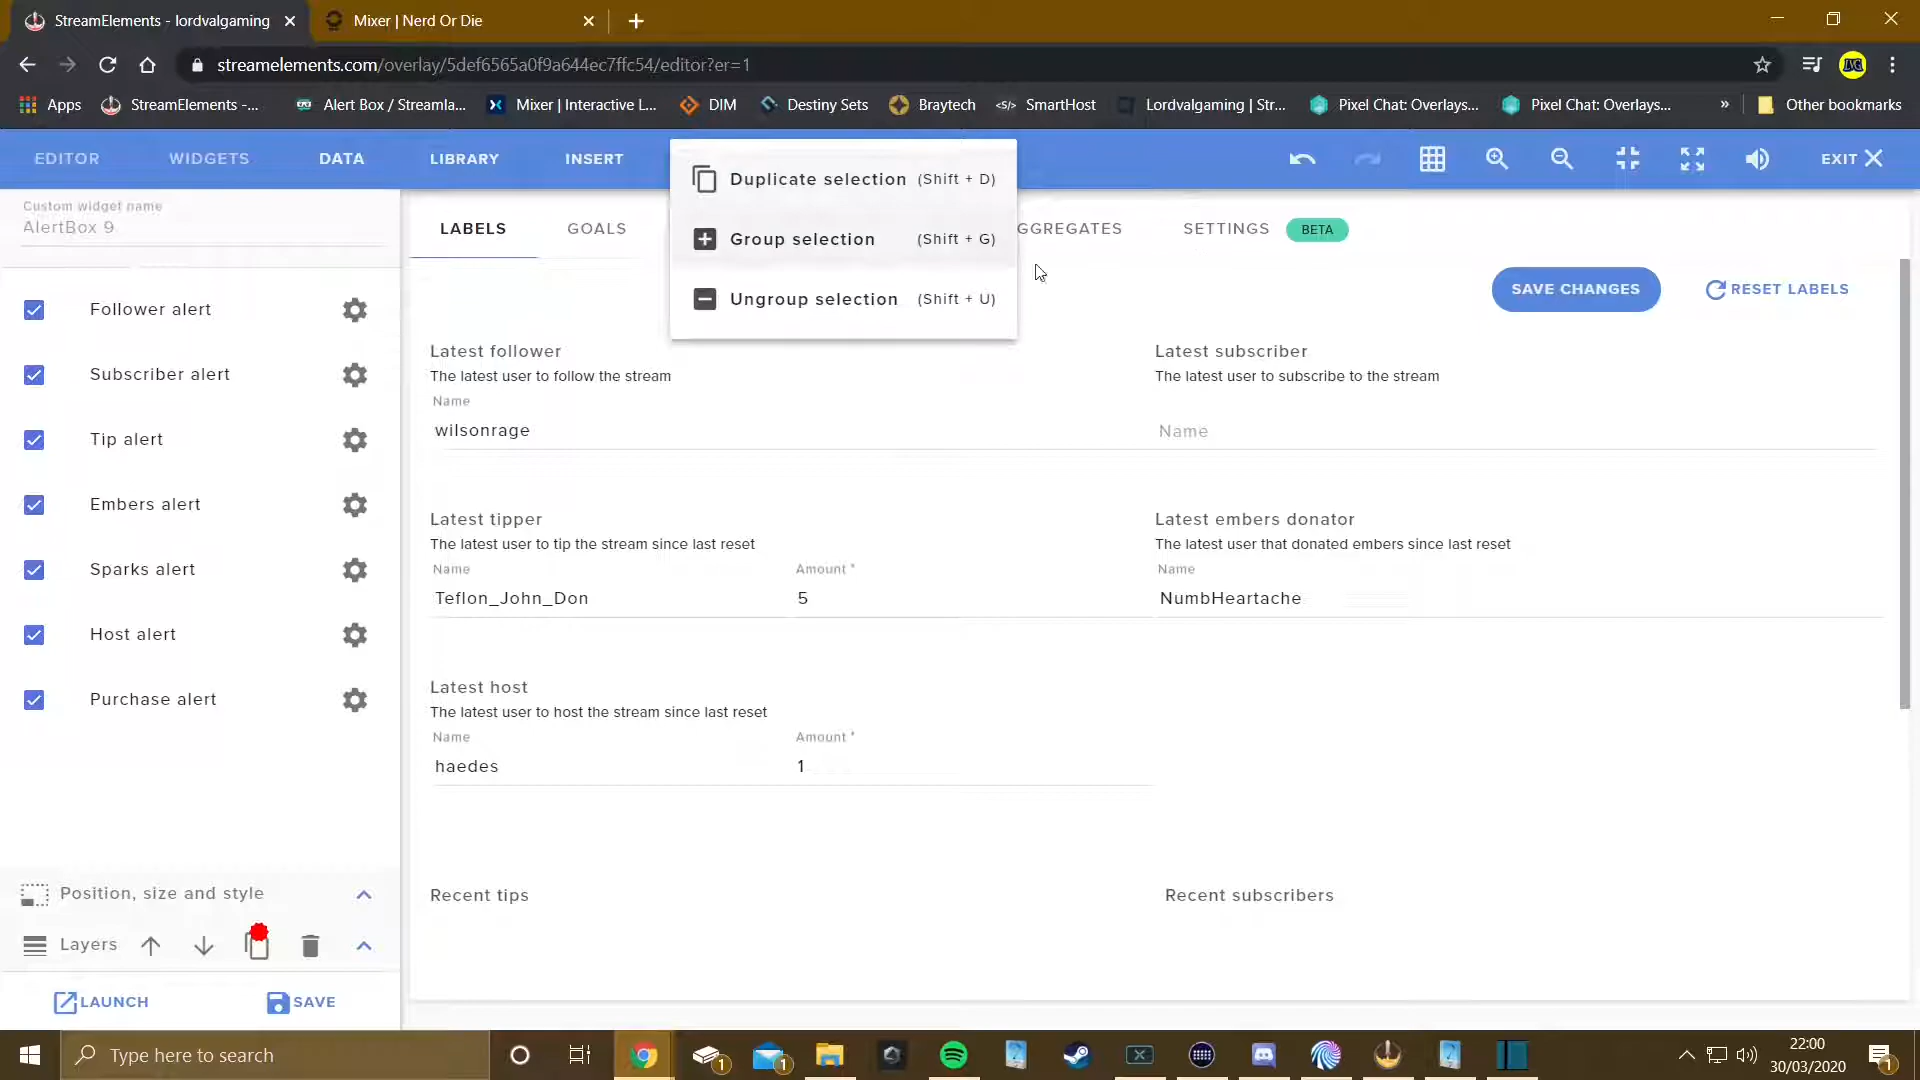 StreamElements - lordvalgaming
Mixer | Nerd Or Die
streamelements.com/overlay/5def6565a0f9a644ec7ffc54/editor?er=1
Apps
StreamElements -...
Alert Box / Streamla...
Mixer | Interactive L...
DIM
Destiny Sets
Braytech
SmartHost
Lordvalgaming | Str...
Pixel Chat: Overlays...
Pixel Chat: Overlays...
»
Other bookmarks
EDITOR
WIDGETS
DATA
LIBRARY
INSERT
EXIT
Duplicate selection (Shift + D)
Group selection (Shift + G)
Ungroup selection (Shift + U)
Custom widget name
AlertBox 9
LABELS
GOALS
GGREGATES
SETTINGS
BETA
SAVE CHANGES
RESET LABELS
Follower alert
Subscriber alert
Tip alert
Embers alert
Sparks alert
Host alert
Purchase alert
Latest follower
The latest user to follow the stream
Name
wilsonrage
Latest subscriber
The latest user to subscribe to the stream
Name
Latest tipper
The latest user to tip the stream since last reset
Name
Amount *
Teflon_John_Don
5
Latest embers donator
The latest user that donated embers since last reset
Name
NumbHeartache
Latest host
The latest user to host the stream since last reset
Name
Amount *
haedes
1
Recent tips
Recent subscribers
Position, size and style
Layers
LAUNCH
SAVE
Type here to search
1
1
22:00
30/03/2020
1